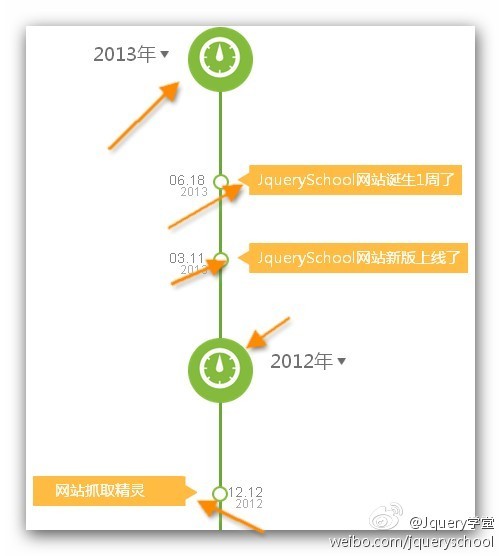 2013年
06.18
2013
JquerySchool网站诞生1周了
03.11
2013
JquerySchool网站新版上线了
2012年
网站抓取精灵
12.12
2012
@Jquery学堂
weibo.com/jqueryschool